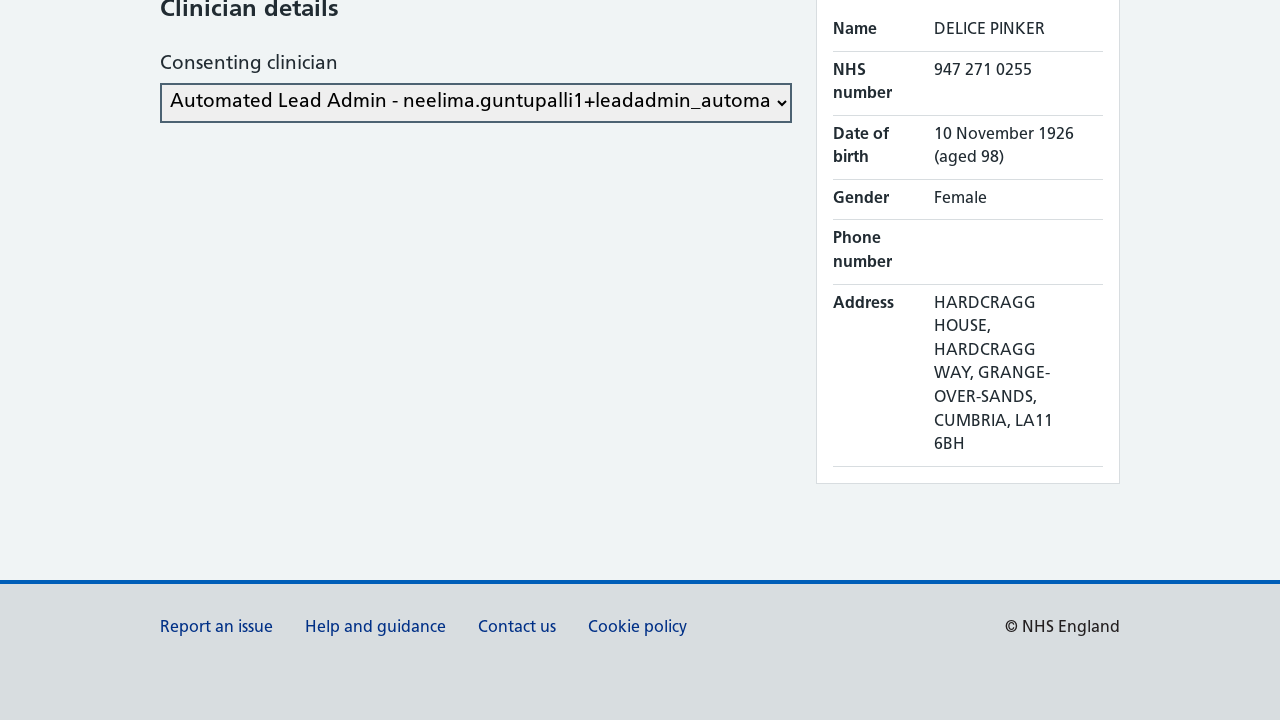 Clinician details
Consenting clinician
Automated Lead Admin - neelima.guntupalli1+leadadmin_automa
Name DELICE PINKER
NHS number 947 271 0255
Date of birth 10 November 1926 (aged 98)
Gender Female
Phone number
Address HARDCRAGG
HOUSE,
HARDCRAGG
WAY, GRANGE-
OVER-SANDS,
CUMBRIA, LA11
6BH
Report an issue Help and guidance Contact us Cookie policy © NHS England